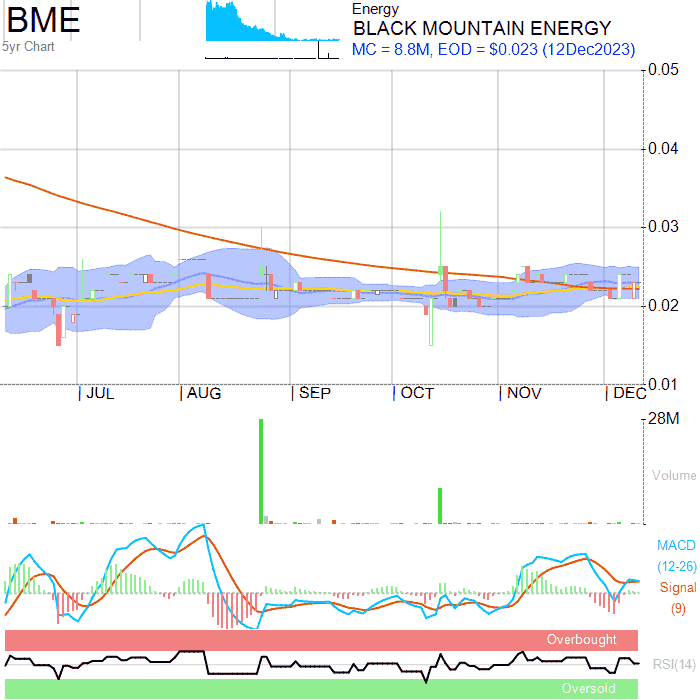 BME
5yr Chart
Energy
BLACK MOUNTAIN ENERGY
MC = 8.8M, EOD = $0.023 (12Dec2023)
0.05
0.04
0.03
0.02
0.01
JUL AUG SEP OCT NOV DEC
28M
Volume
MACD
(12-26)
Signal
(9)
Overbought
RSI(14)
Oversold